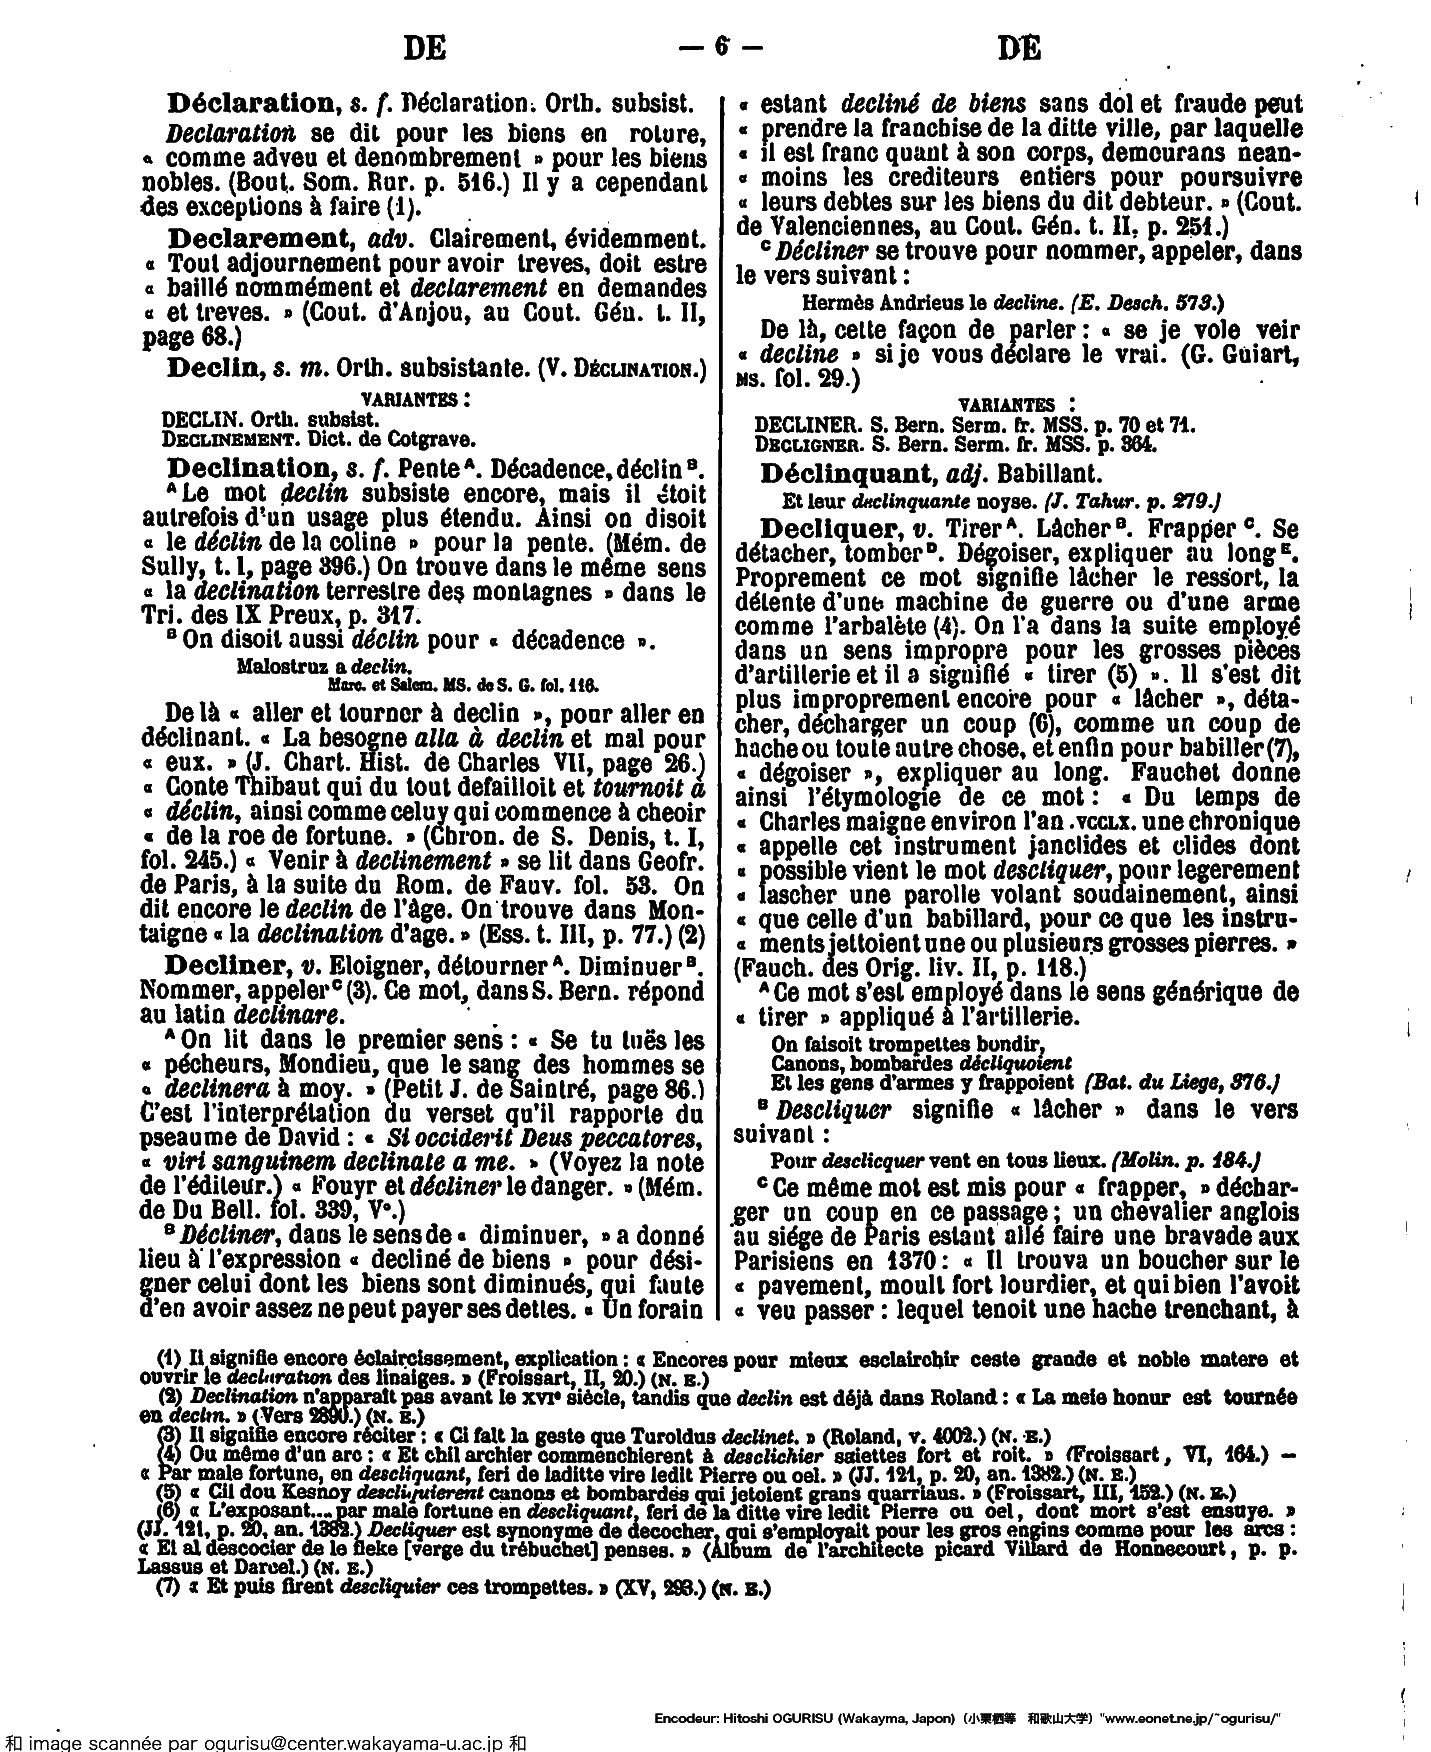 DE — 6 — DE
Déclaration, s. f. Déclaration. Orth. subsist.
Declaration se dit pour les biens en roture,
« comme adveu et denombrement » pour les biens
nobles. (Bout. Som. Rur. p. 516.) Il y a cependant
des exceptions à faire (1).
Declarement, adv. Clairement, évidemment.
« Tout adjournement pour avoir treves, doit estre
« baillé nommément et declarement en demandes
« et treves. » (Cout. d'Anjou, au Cout. Gén. t. II,
page 68.)
Declin, s. m. Orth. subsistante. (V. DÉCLINATION.)
VARIANTES :
DECLIN. Orth. subsist.
DECLINEMENT. Dict. de Cotgrave.
Declination, s. f. Pente A. Décadence, déclin B.
A Le mot declin subsiste encore, mais il étoit
autrefois d'un usage plus étendu. Ainsi on disoit
« le déclin de la coline » pour la pente. (Mém. de
Sully, t. I, page 396.) On trouve dans le même sens
« la declination terrestre des montagnes » dans le
Tri. des IX Preux, p. 317.
B On disoit aussi déclin pour « décadence ».
Malostruz a declin.
Marc. et Salem. MS. de S. G. fol. 116.
De là « aller et tourner à declin », pour aller en
déclinant. « La besogne alla à declin et mal pour
« eux. » (J. Chart. Hist. de Charles VII, page 26.)
« Conte Thibaut qui du tout defailloit et tournoit à
« déclin, ainsi comme celuy qui commence à cheoir
« de la roe de fortune. » (Chron. de S. Denis, t. I,
fol. 245.) « Venir à declinement » se lit dans Geofr.
de Paris, à la suite du Rom. de Fauv. fol. 53. On
dit encore le declin de l'âge. On trouve dans Mon-
taigne « la declination d'age. » (Ess. t. III, p. 77.) (2)
Decliner, v. Eloigner, détourner A. Diminuer B.
Nommer, appeler C (3). Ce mot, dans S. Bern. répond
au latin declinare.
A On lit dans le premier sens : « Se tu tuës les
« pécheurs, Mondieu, que le sang des hommes se
« declinera à moy. » (Petit J. de Saintré, page 86.)
C'est l'interprétation du verset qu'il rapporte du
pseaume de David : « Si occiderit Deus peccatores,
« viri sanguinem declinate a me. » (Voyez la note
de l'éditeur.) « Fouyr et décliner le danger. » (Mém.
de Du Bell. fol. 339, Vo.)
B Décliner, dans le sens de « diminuer, » a donné
lieu à l'expression « decliné de biens » pour dési-
gner celui dont les biens sont diminués, qui faute
d'en avoir assez ne peut payer ses dettes. « Un forain
« estant decliné de biens sans dol et fraude peut
« prendre la franchise de la ditte ville, par laquelle
« il est franc quant à son corps, demourans nean-
« moins les crediteurs entiers pour poursuivre
« leurs debtes sur les biens du dit debteur. » (Cout.
de Valenciennes, au Cout. Gén. t. II, p. 251.)
C Décliner se trouve pour nommer, appeler, dans
le vers suivant :
Hermès Andrieus le decline. (E. Desch. 573.)
De là, cette façon de parler : « se je vole veir
« decline » si je vous déclare le vrai. (G. Guiart,
MS. fol. 29.)
VARIANTES :
DECLINER. S. Bern. Serm. fr. MSS. p. 70 et 71.
DECLIGNER. S. Bern. Serm. fr. MSS. p. 364.
Déclinquant, adj. Babillant.
Et leur declinquante noyse. (J. Tahur. p. 279.)
Decliquer, v. Tirer A. Lâcher B. Frapper C. Se
détacher, tomber D. Dégoiser, expliquer au long E.
Proprement ce mot signifie lâcher le ressort, la
détente d'une machine de guerre ou d'une arme
comme l'arbalète (4). On l'a dans la suite employé
dans un sens impropre pour les grosses pièces
d'artillerie et il a signifié « tirer (5) ». Il s'est dit
plus improprement encore pour « lâcher », déta-
cher, décharger un coup (6), comme un coup de
hache ou toute autre chose, et enfin pour babiller (7),
« dégoiser », expliquer au long. Fauchet donne
ainsi l'étymologie de ce mot : « Du temps de
« Charles maigne environ l'an .VCCLX. une chronique
« appelle cet instrument janclides et clides dont
« possible vient le mot descliquer, pour legerement
« lascher une parolle volant soudainement, ainsi
« que celle d'un babillard, pour ce que les instru-
« ments jettoient une ou plusieurs grosses pierres. »
(Fauch. des Orig. liv. II, p. 118.)
A Ce mot s'est employé dans le sens générique de
« tirer » appliqué à l'artillerie.
On faisoit trompettes bundir,
Canons, bombardes décliquoient
Et les gens d'armes y frappoient (Bat. du Liege, 376.)
B Descliquer signifie « lâcher » dans le vers
suivant :
Pour desclicquer vent en tous lieux. (Molin. p. 184.)
C Ce même mot est mis pour « frapper, » déchar-
ger un coup en ce passage ; un chevalier anglois
au siége de Paris estant allé faire une bravade aux
Parisiens en 1370 : « Il trouva un boucher sur le
« pavement, moult fort lourdier, et qui bien l'avoit
« veu passer : lequel tenoit une hache trenchant, à
(1) Il signifie encore éclaircissement, explication : « Encores pour mieux esclairchir ceste grande et noble matere et
ouvrir le declaration des linaiges. » (Froissart, II, 20.) (N. E.)
(2) Declination n'apparaît pas avant le XVIe siècle, tandis que declin est déjà dans Roland : « La meie honur est tournée
en declin. » (Vers 2890.) (N. E.)
(3) Il signifie encore réciter : « Ci falt la geste que Turoldus declinet. » (Roland, v. 4002.) (N. E.)
(4) Ou même d'un arc : « Et chil archier commenchierent à desclichier saiettes fort et roit. » (Froissart, VI, 164.) —
« Par male fortune, en descliquant, feri de laditte vire ledit Pierre ou oel. » (JJ. 121, p. 20, an. 1382.) (N. E.)
(5) « Cil dou Kesnoy descliquierent canons et bombardes qui jetoient grans quarriaus. » (Froissart, III, 152.) (N. E.)
(6) « L'exposant... par male fortune en descliquant, feri de la ditte vire ledit Pierre ou oel, dont mort s'est ensuye. »
(JJ. 121, p. 20, an. 1382.) Decliquer est synonyme de decocher, qui s'employait pour les gros engins comme pour les arcs :
« Et al descocier de le fleke [verge du trébuchet] penses. » (Album de l'architecte picard Villard de Honnecourt, p. p.
Lassus et Darcel.) (N. E.)
(7) « Et puis firent descliquier ces trompettes. » (XV, 293.) (N. E.)
Encodeur: Hitoshi OGURISU (Wakayma, Japon) (小栗栖等 和歌山大学) "www.eonet.ne.jp/~ogurisu/"
和 image scannée par ogurisu@center.wakayama-u.ac.jp 和